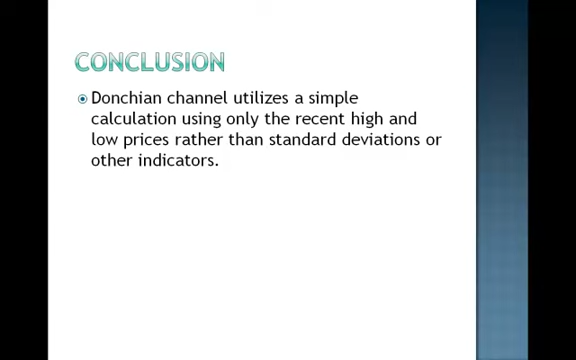 CONCLUSION
Donchian channel utilizes a simple
calculation using only the recent high and
low prices rather than standard deviations or
other indicators.